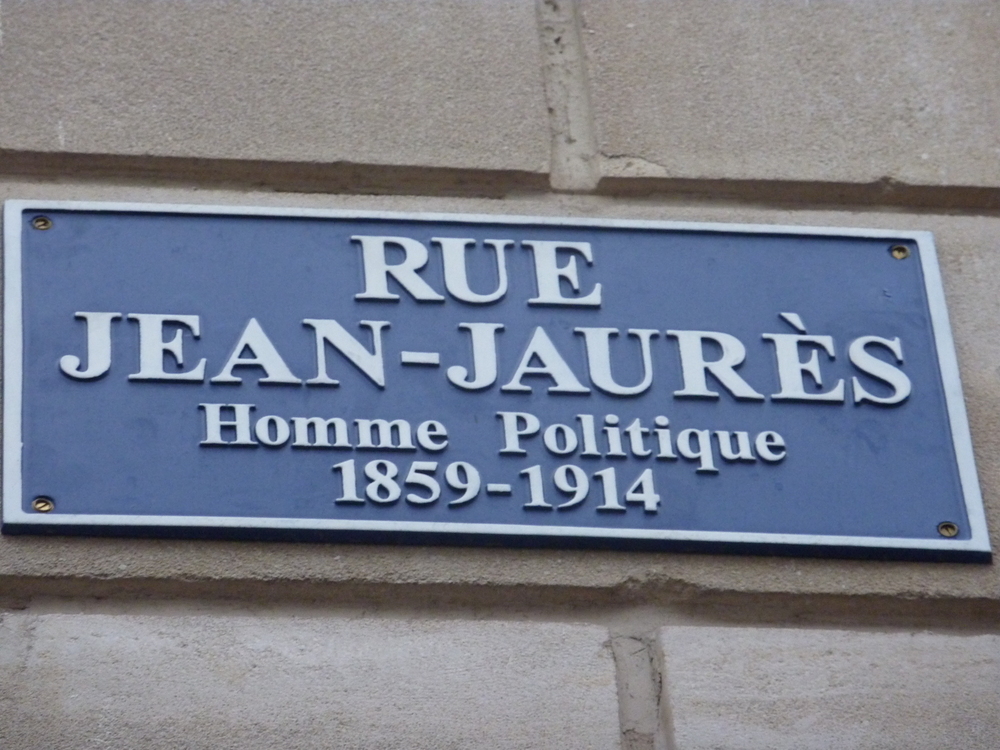 RUE
JEAN-JAURÈS
Homme Politique
1859-1914